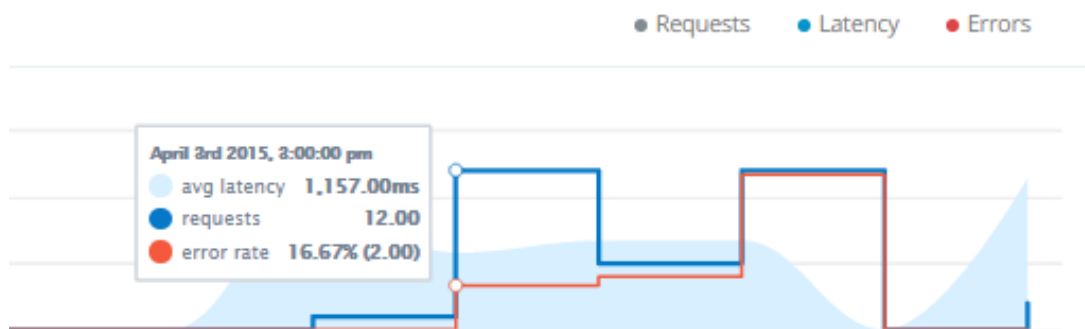 Requests Latency Errors
April 3rd 2015, 3:00:00 pm
avg latency 1,157.00ms
requests 12.00
error rate 16.67% (2.00)